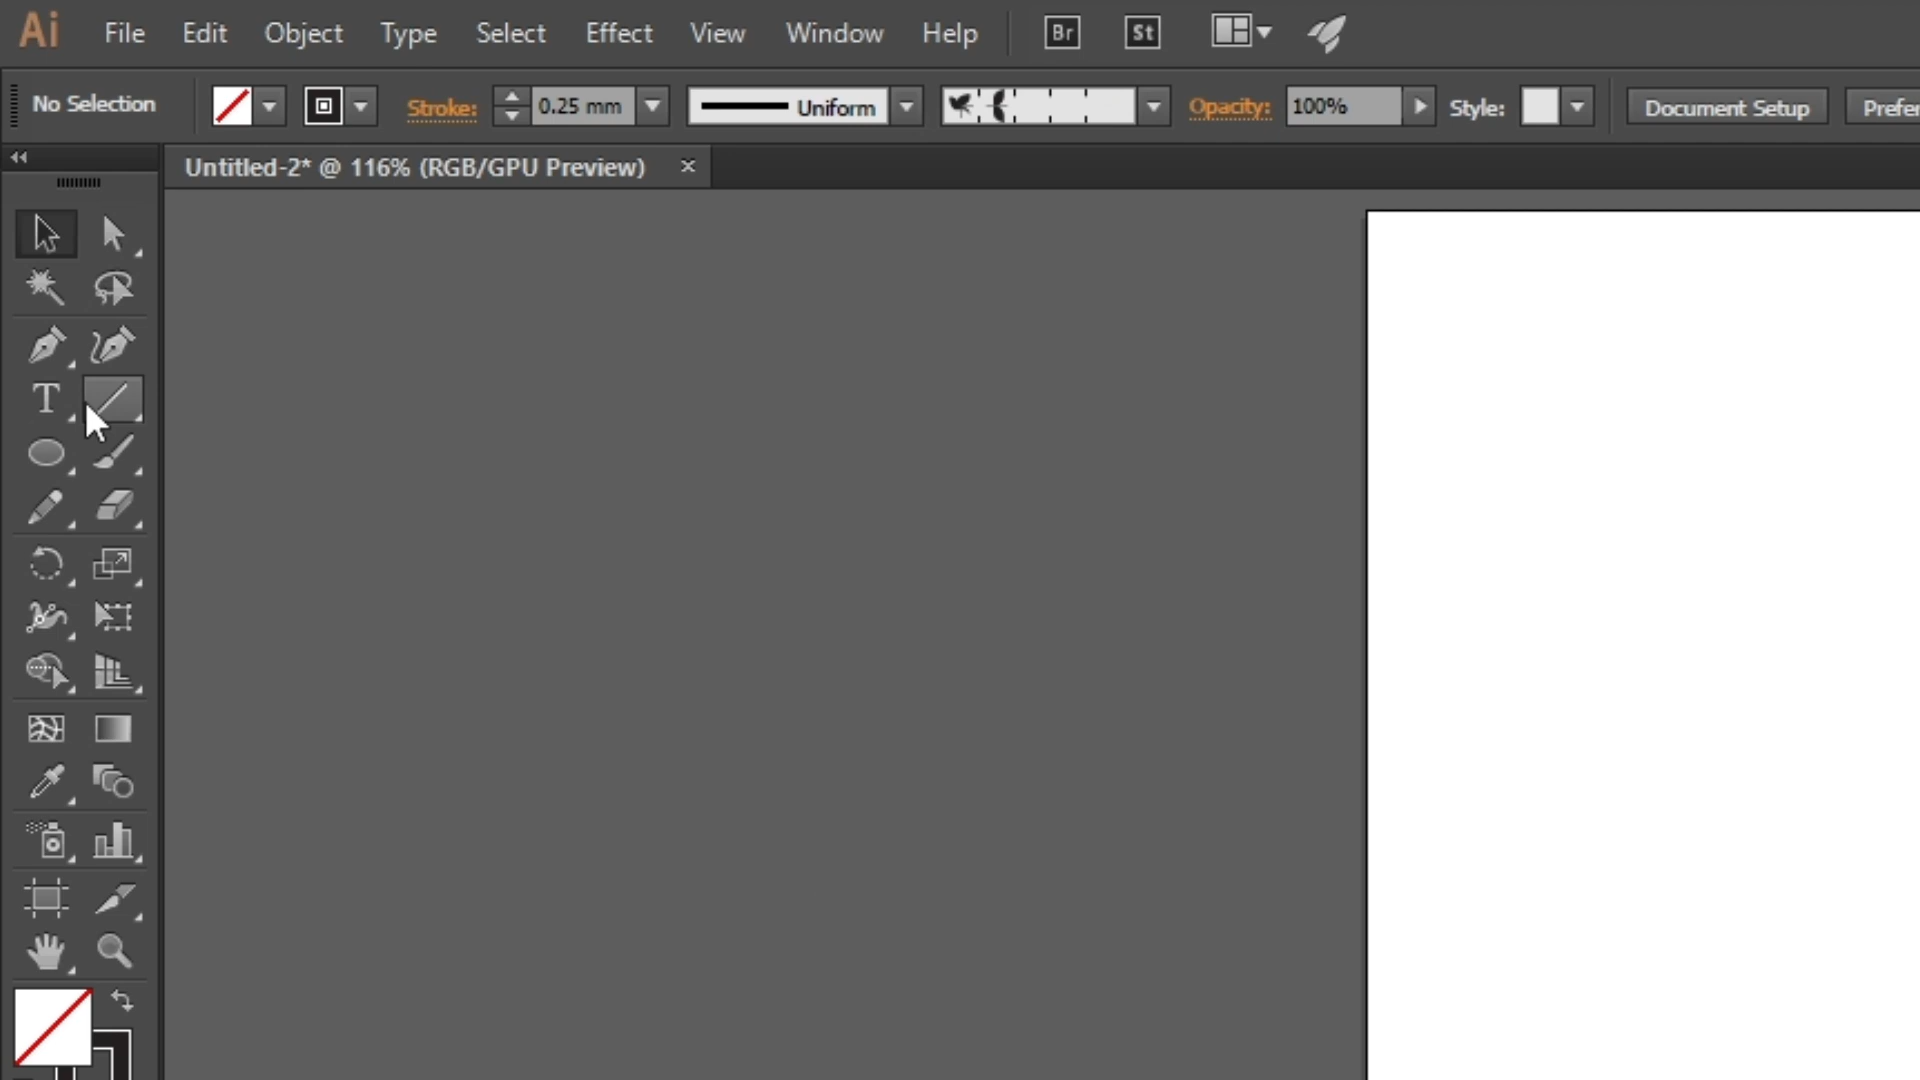 Ai File Edit Object Type Select Effect View Window Help Br St
No Selection Stroke: 0.25 mm Uniform Opacity: 100% Style: Document Setup Prefer
Untitled-2* @ 116% (RGB/GPU Preview) ×
T